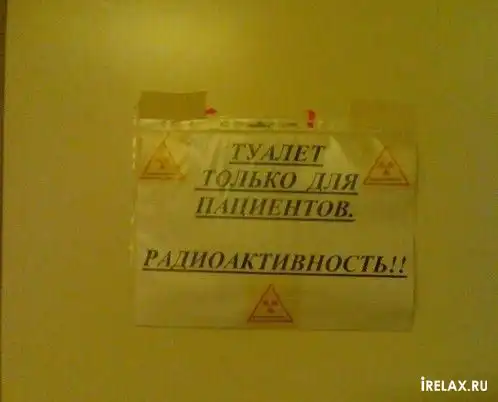 ТУАЛЕТ
ТОЛЬКО ДЛЯ
ПАЦИЕНТОВ.
РАДИОАКТИВНОСТЬ!!
iRELAX.RU